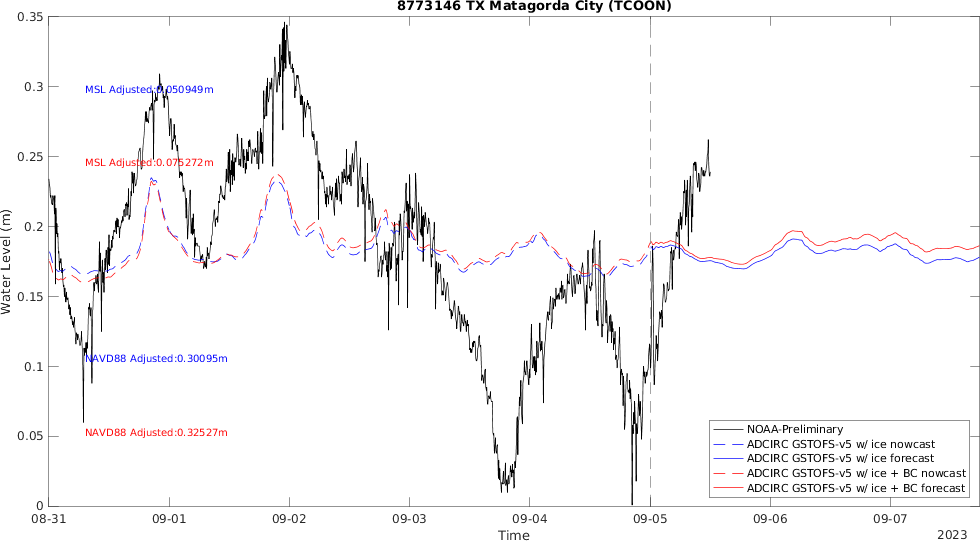 8773146 TX Matagorda City (TCOON)
Water Level (m)
0.35
0.3
0.25
0.2
0.15
0.1
0.05
0
MSL Adjusted:0.050949m
MSL Adjusted:0.075272m
NAVD88 Adjusted:0.30095m
NAVD88 Adjusted:0.32527m
NOAA-Preliminary
ADCIRC GSTOFS-v5 w/ ice nowcast
ADCIRC GSTOFS-v5 w/ ice forecast
ADCIRC GSTOFS-v5 w/ ice + BC nowcast
ADCIRC GSTOFS-v5 w/ ice + BC forecast
08-31 09-01 09-02 09-03 09-04 09-05 09-06 09-07
Time
2023